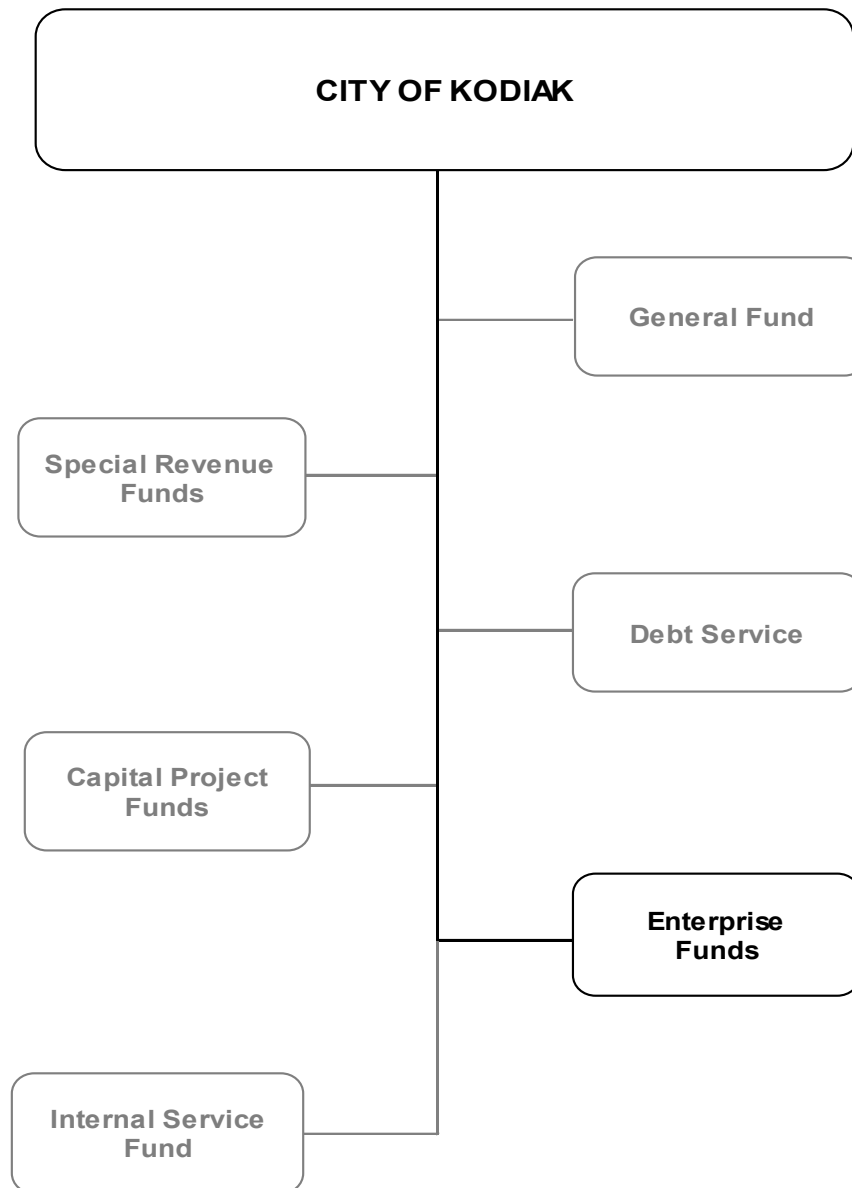 CITY OF KODIAK
General Fund
Special Revenue
Funds
Debt Service
Capital Project
Funds
Enterprise
Funds
Internal Service
Fund